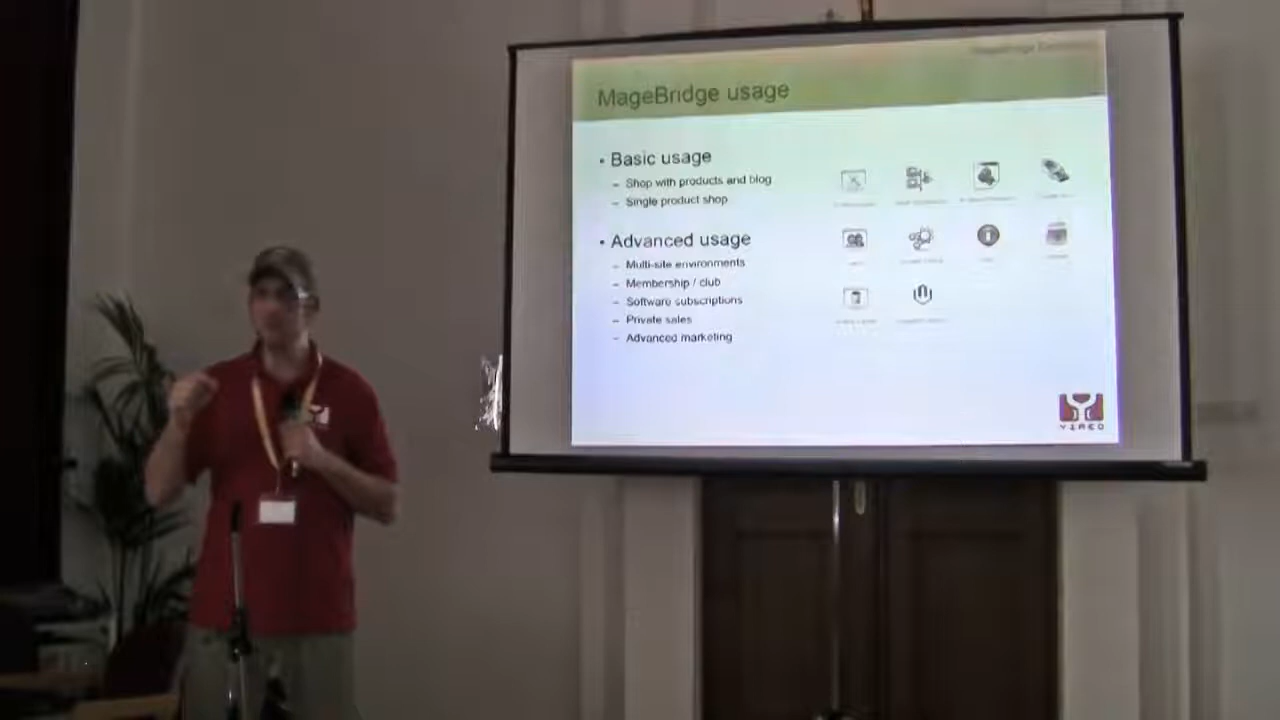 MageBridge usage
• Basic usage
– Shop with products and blog
– Single product shop
• Advanced usage
– Multi-site environments
– Membership / club
– Software subscriptions
– Private sales
– Advanced marketing
YIREO